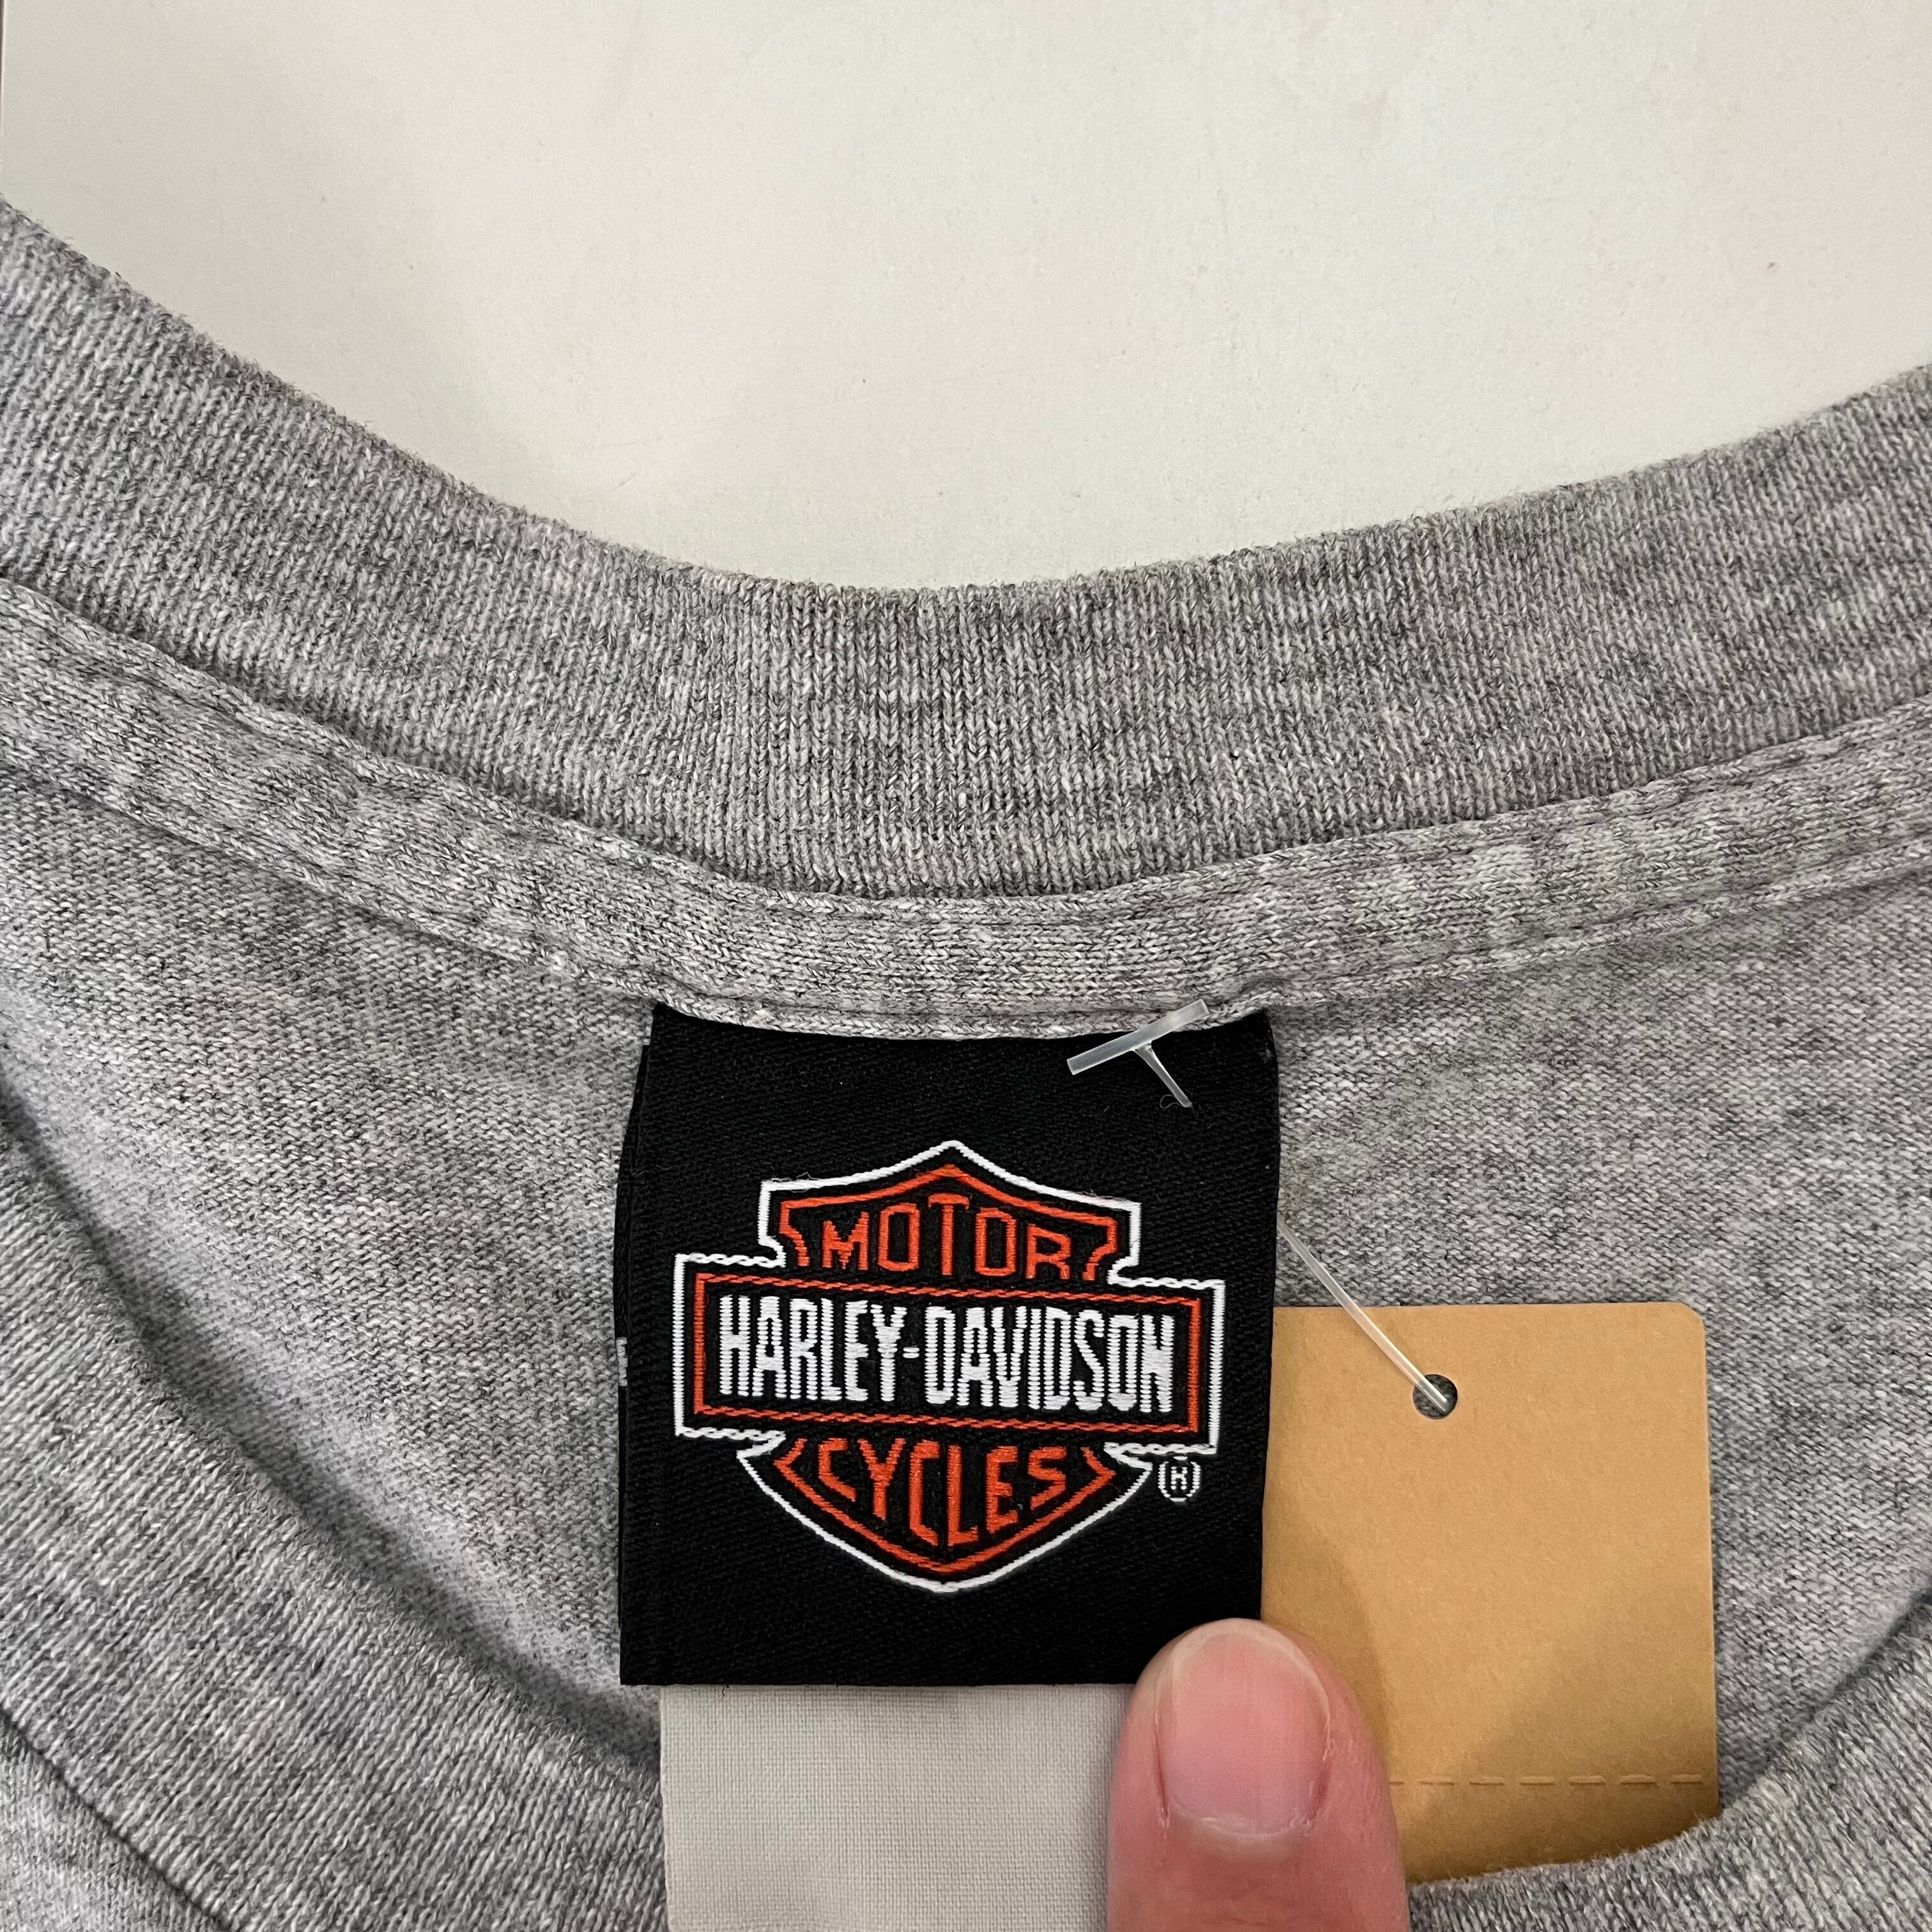 MOTOR
HARLEY-DAVIDSON
CYCLES
®